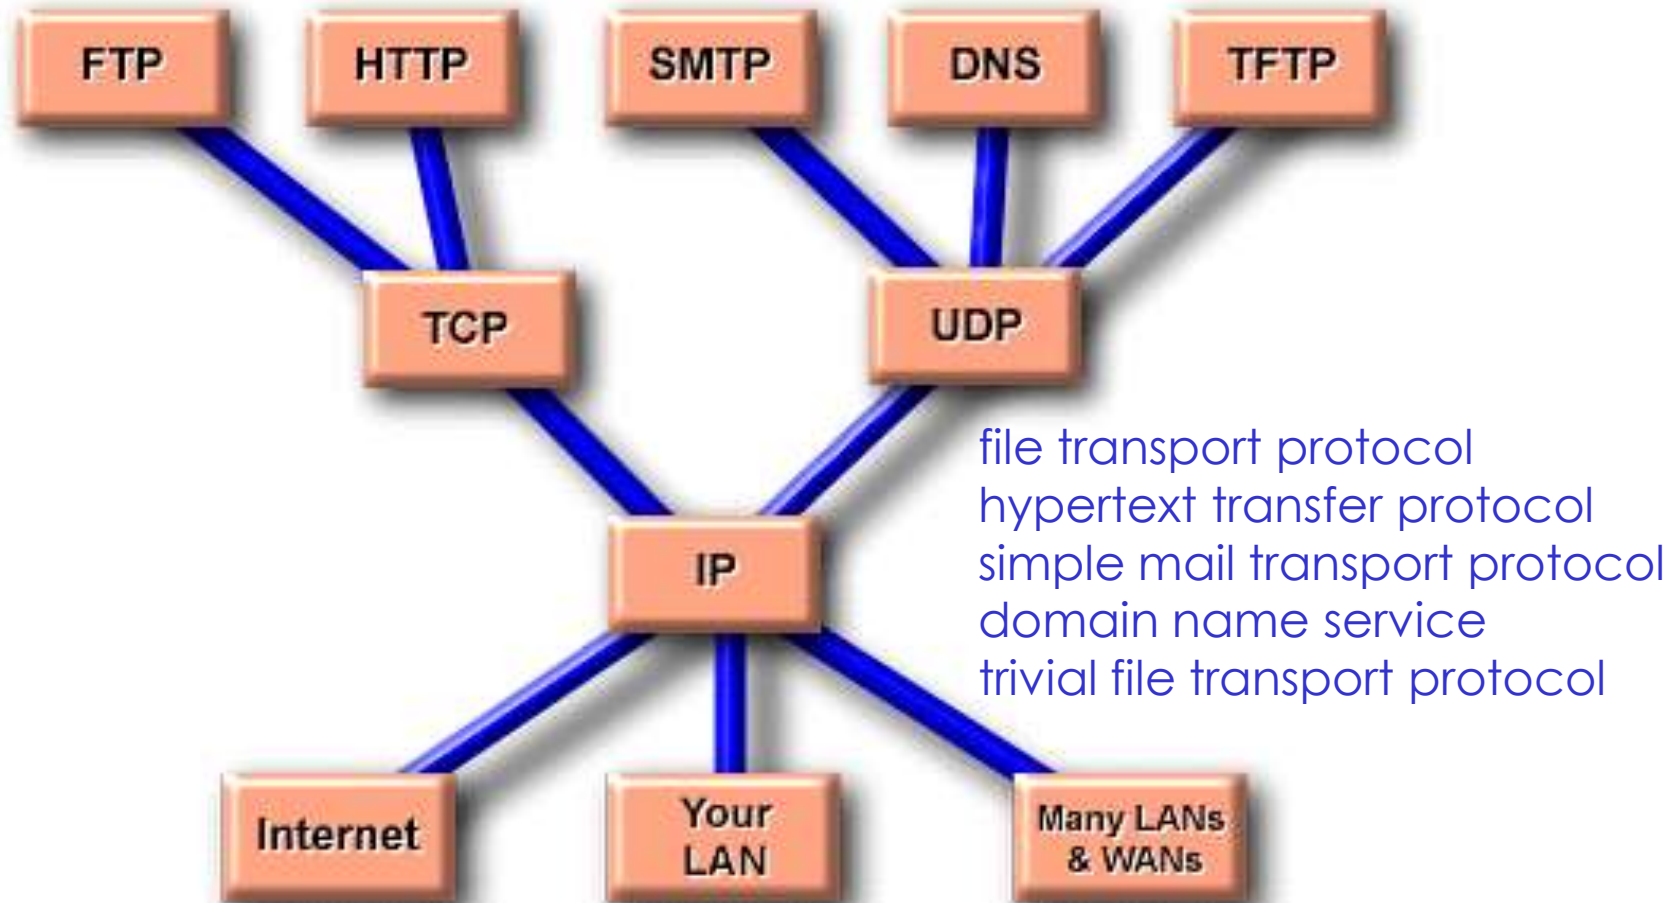 FTP
HTTP
SMTP
DNS
TFTP
TCP
UDP
file transport protocol
hypertext transfer protocol
simple mail transport protocol
domain name service
trivial file transport protocol
IP
Internet
Your
LAN
Many LANs
& WANs